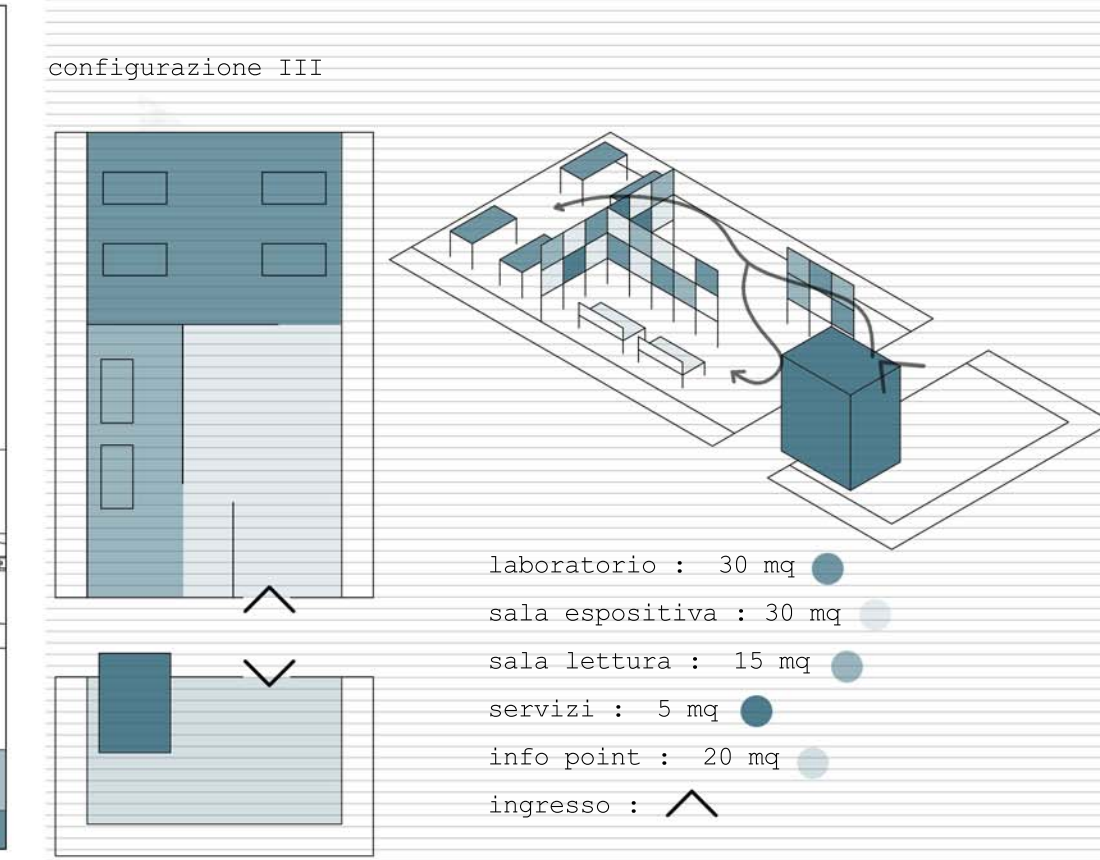 configurazione III
laboratorio : 30 mq
sala espositiva : 30 mq
sala lettura : 15 mq
servizi : 5 mq
info point : 20 mq
ingresso :